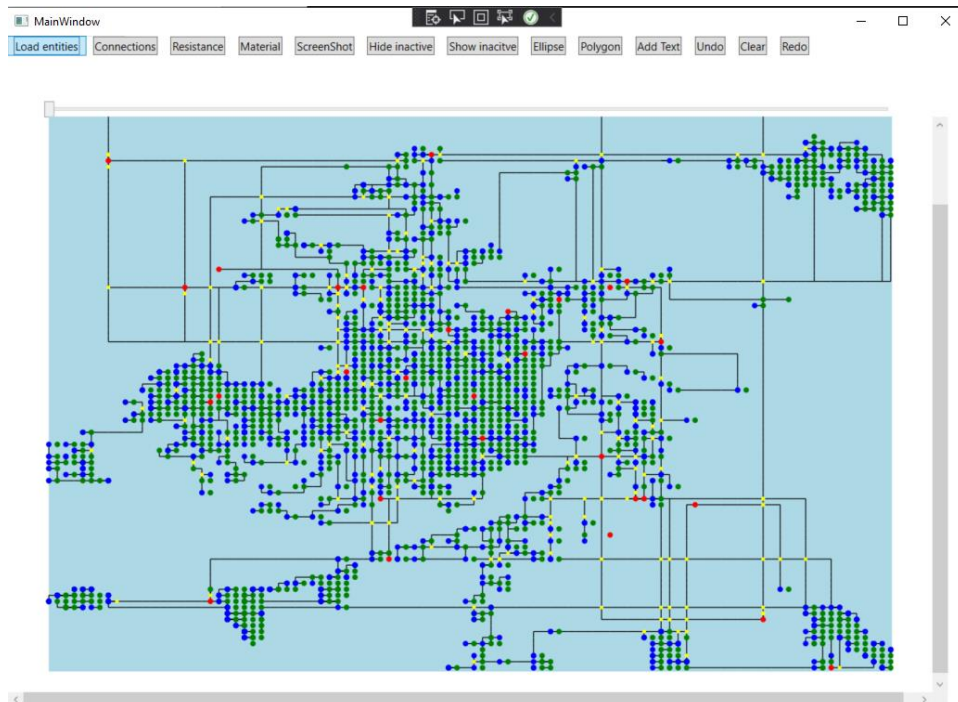 MainWindow
Load entities Connections Resistance Material ScreenShot Hide inactive Show inacitve Ellipse Polygon Add Text Undo Clear Redo